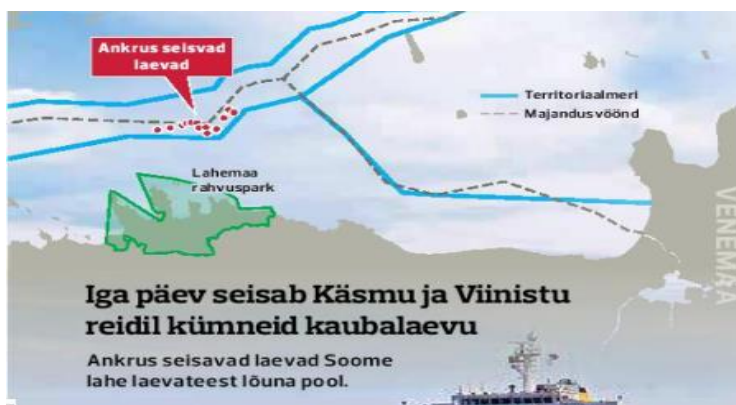 Ankrus seisvad
laevad
Territoriaalmeri
Majandusvöönd
Lahemaa
rahvuspark
VENEMAA
Iga päev seisab Käsmu ja Viinistu
reidil kümneid kaubalaevu
Ankrus seisavad laevad Soome
lahe laevateest lõuna pool.